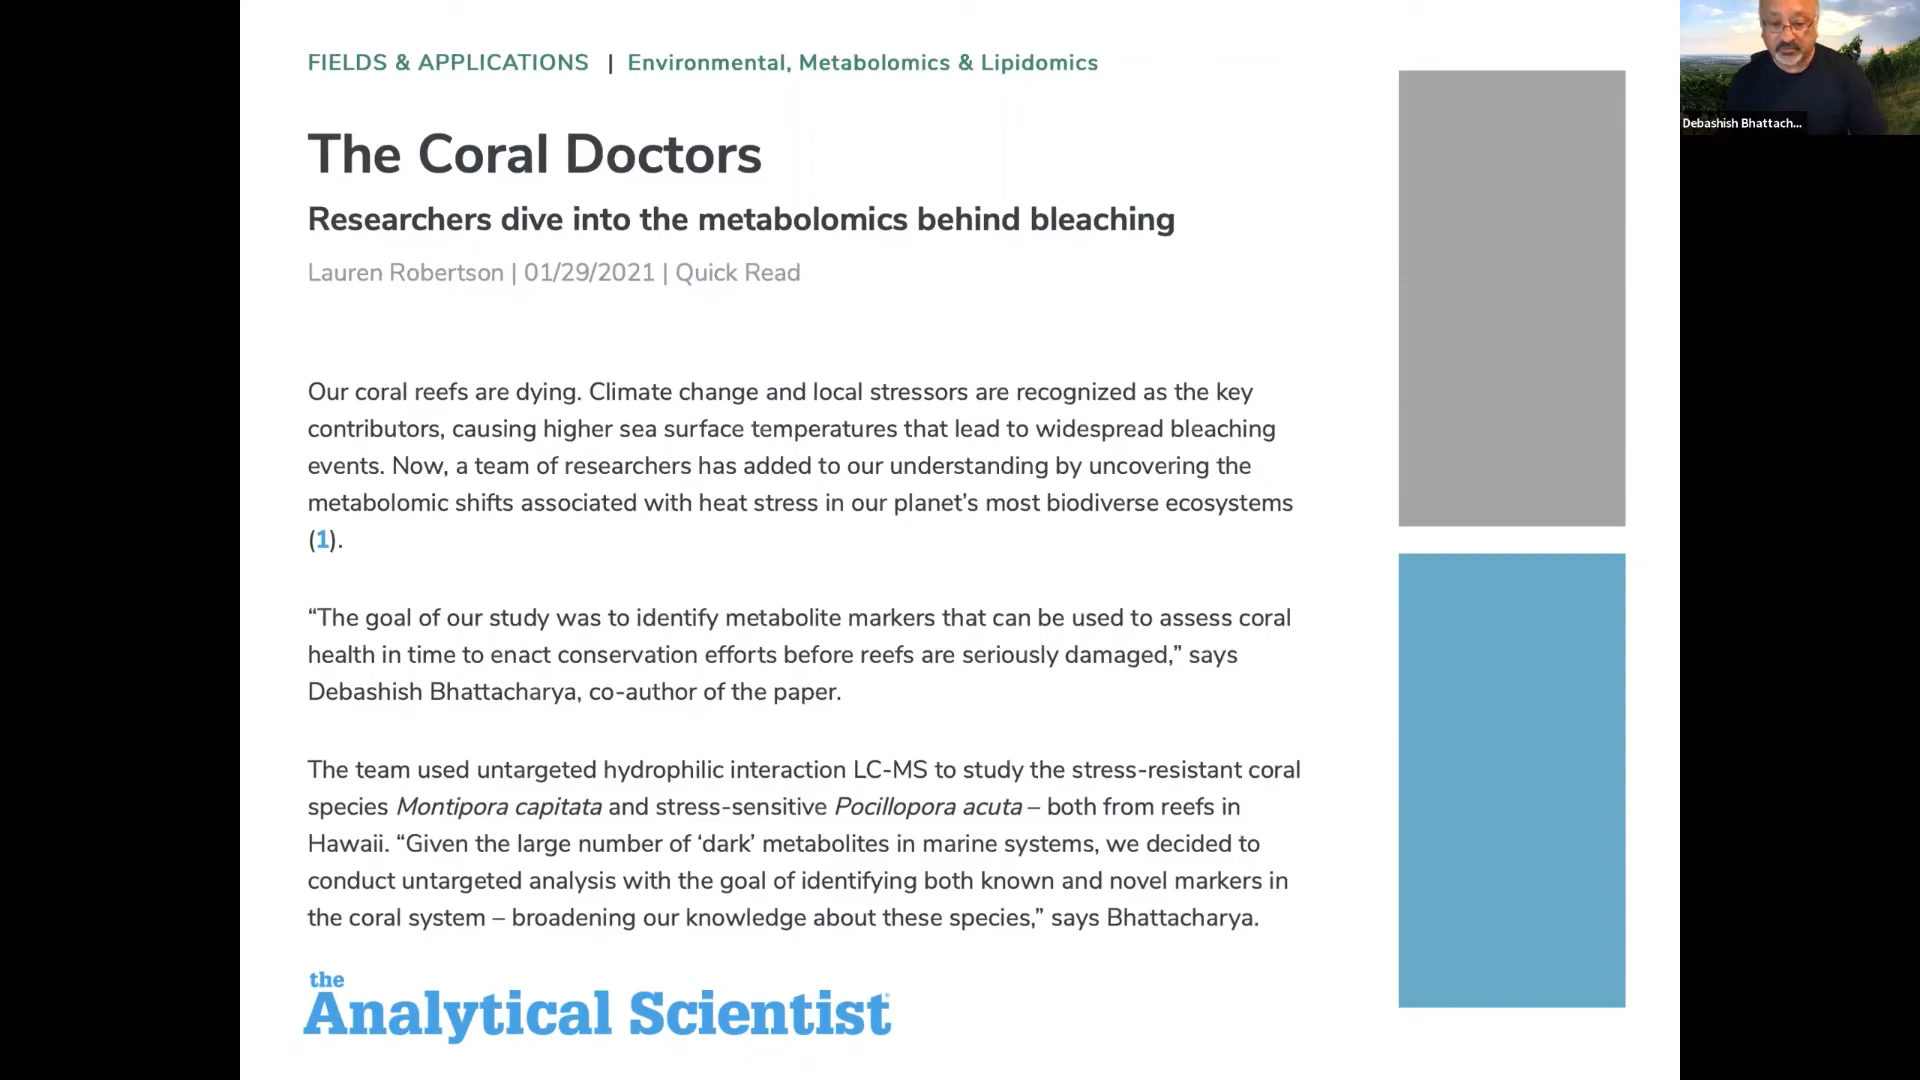 FIELDS & APPLICATIONS | Environmental, Metabolomics & Lipidomics
The Coral Doctors
Researchers dive into the metabolomics behind bleaching
Lauren Robertson | 01/29/2021 | Quick Read
Our coral reefs are dying. Climate change and local stressors are recognized as the key
contributors, causing higher sea surface temperatures that lead to widespread bleaching
events. Now, a team of researchers has added to our understanding by uncovering the
metabolomic shifts associated with heat stress in our planet’s most biodiverse ecosystems
(1).
“The goal of our study was to identify metabolite markers that can be used to assess coral
health in time to enact conservation efforts before reefs are seriously damaged,” says
Debashish Bhattacharya, co-author of the paper.
The team used untargeted hydrophilic interaction LC-MS to study the stress-resistant coral
species Montipora capitata and stress-sensitive Pocillopora acuta – both from reefs in
Hawaii. “Given the large number of ‘dark’ metabolites in marine systems, we decided to
conduct untargeted analysis with the goal of identifying both known and novel markers in
the coral system – broadening our knowledge about these species,” says Bhattacharya.
the
Analytical Scientist
Debashish Bhattach...